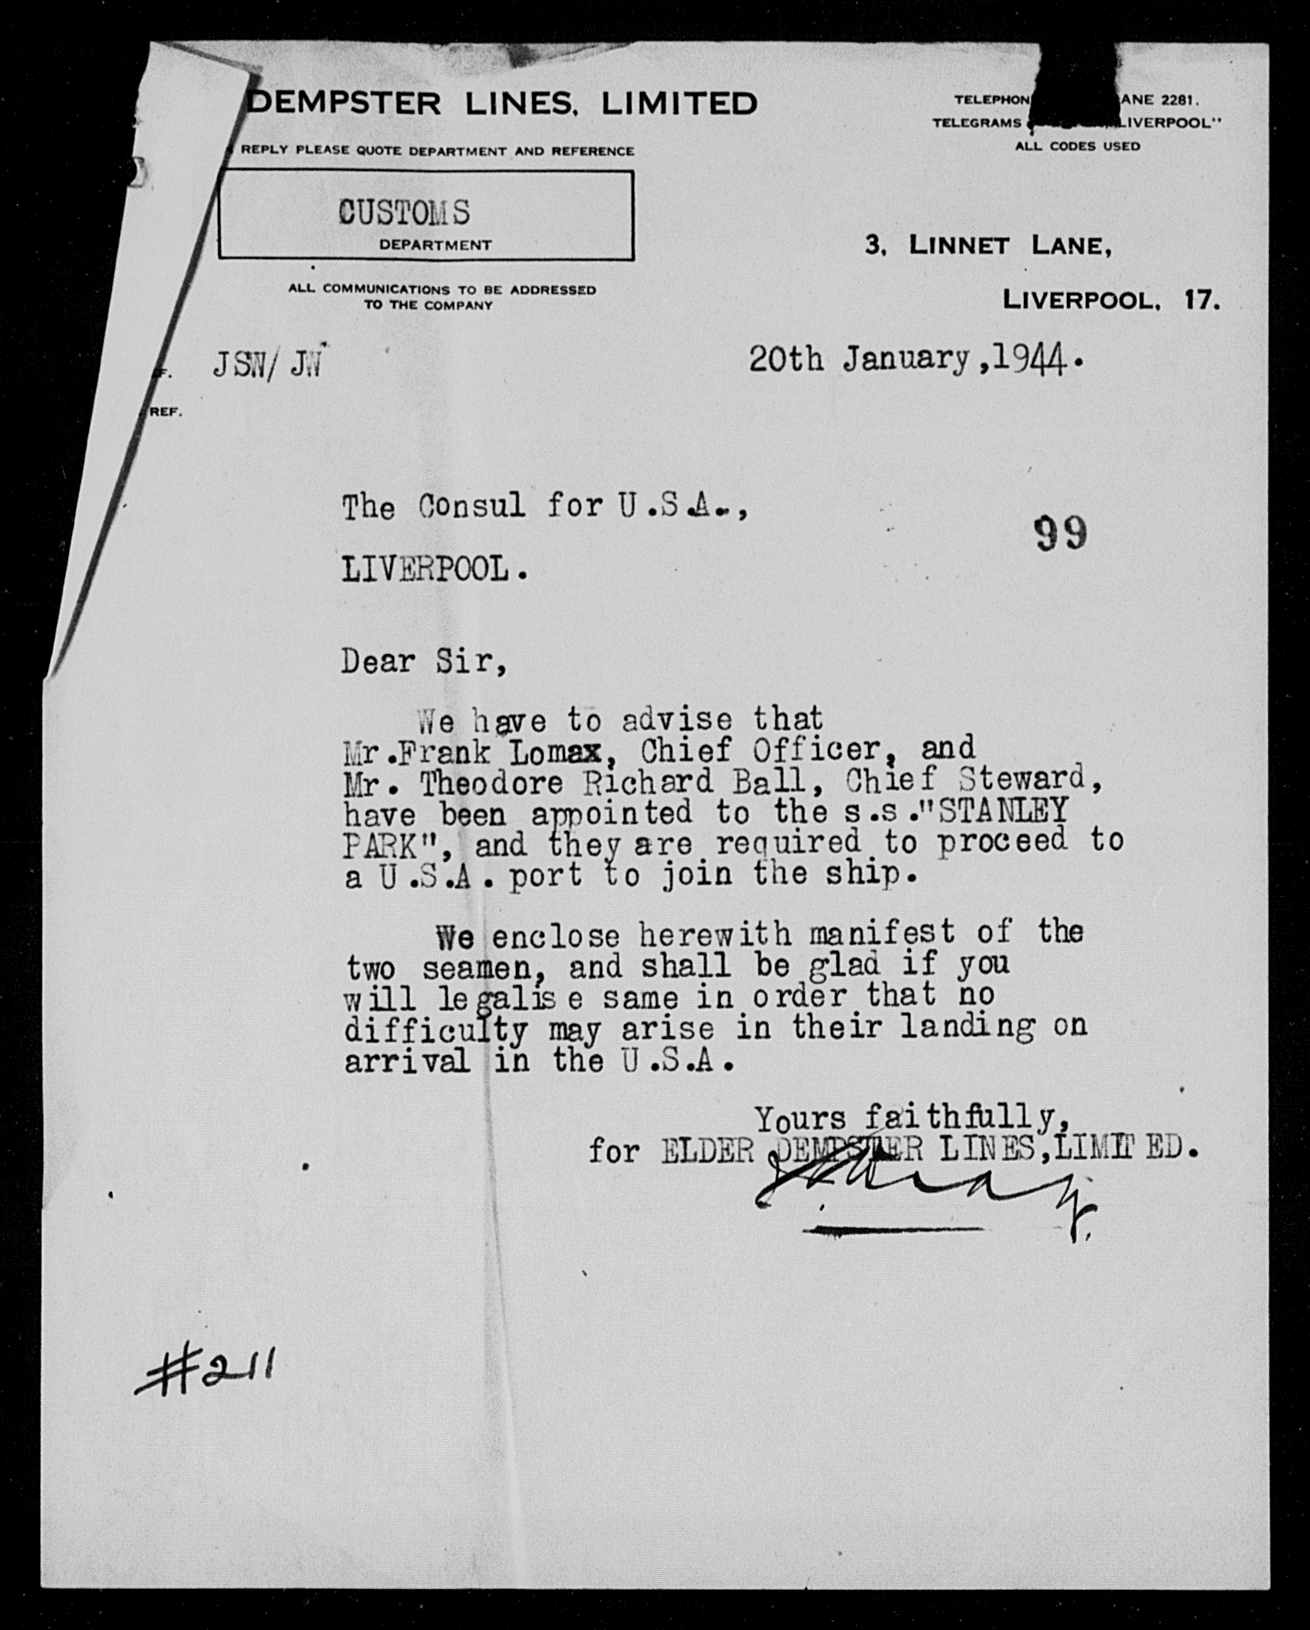 DEMPSTER LINES, LIMITED
REPLY PLEASE QUOTE DEPARTMENT AND REFERENCE
CUSTOMS
DEPARTMENT
ALL COMMUNICATIONS TO BE ADDRESSED
TO THE COMPANY
TELEPHON ANE 2281.
TELEGRAMS LIVERPOOL"
ALL CODES USED
3, LINNET LANE,
LIVERPOOL, 17.
JSW/JW
20th January,1944.
REF.
The Consul for U.S.A.,
99
LIVERPOOL.
Dear Sir,
We have to advise that
Mr.Frank Lomax, Chief Officer, and
Mr. Theodore Richard Ball, Chief Steward,
have been appointed to the s.s."STANLEY
PARK", and they are required to proceed to
a U.S.A. port to join the ship.
We enclose herewith manifest of the
two seamen, and shall be glad if you
will legalise same in order that no
difficulty may arise in their landing on
arrival in the U.S.A.
Yours faithfully,
for ELDER DEMPSTER LINES,LIMITED.
#211